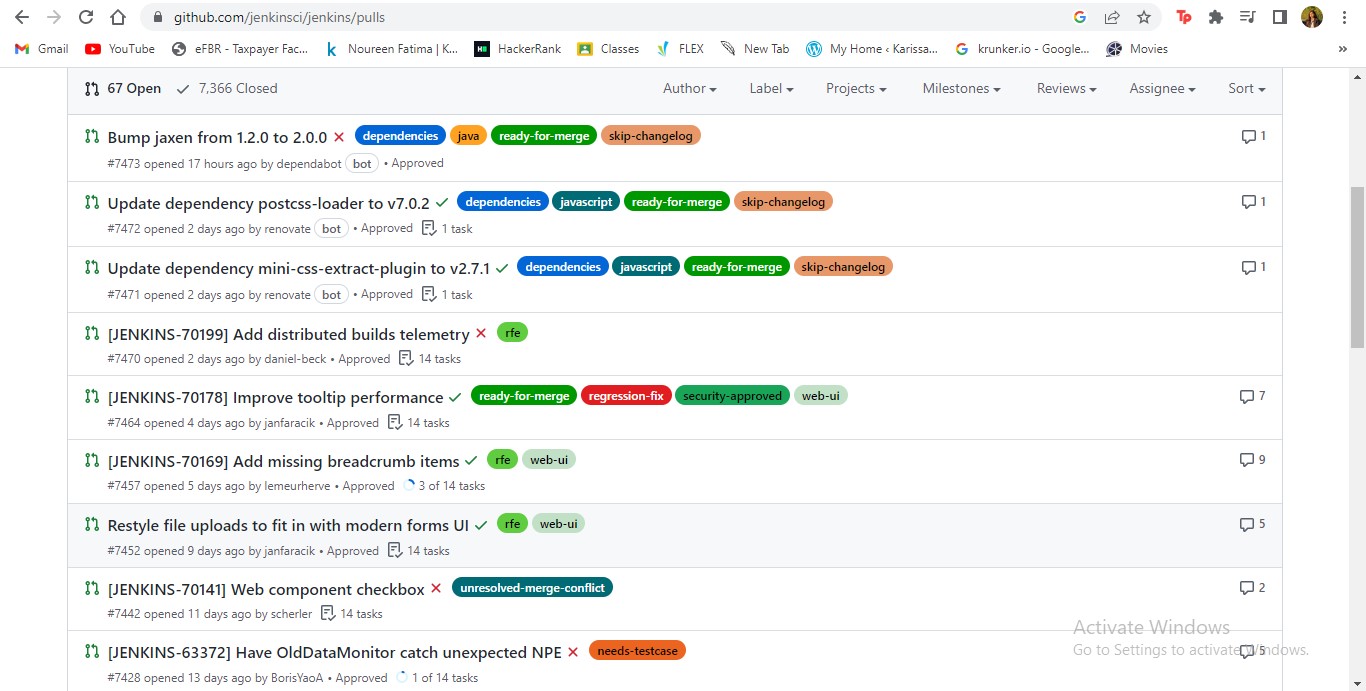 github.com/jenkinsci/jenkins/pulls
Gmail YouTube eFBR - Taxpayer Fac... Noureen Fatima | K... HackerRank Classes FLEX New Tab My Home ‹ Karissa... krunker.io - Google... Movies »
67 Open 7,366 Closed Author Label Projects Milestones Reviews Assignee Sort
Bump jaxen from 1.2.0 to 2.0.0 dependencies java ready-for-merge skip-changelog 1
#7473 opened 17 hours ago by dependabot bot • Approved
Update dependency postcss-loader to v7.0.2 dependencies javascript ready-for-merge skip-changelog 1
#7472 opened 2 days ago by renovate bot • Approved 1 task
Update dependency mini-css-extract-plugin to v2.7.1 dependencies javascript ready-for-merge skip-changelog 1
#7471 opened 2 days ago by renovate bot • Approved 1 task
[JENKINS-70199] Add distributed builds telemetry rfe
#7470 opened 2 days ago by daniel-beck • Approved 14 tasks
[JENKINS-70178] Improve tooltip performance ready-for-merge regression-fix security-approved web-ui 7
#7464 opened 4 days ago by janfaracik • Approved 14 tasks
[JENKINS-70169] Add missing breadcrumb items rfe web-ui 9
#7457 opened 5 days ago by lemeurherve • Approved 3 of 14 tasks
Restyle file uploads to fit in with modern forms UI rfe web-ui 5
#7452 opened 9 days ago by janfaracik • Approved 14 tasks
[JENKINS-70141] Web component checkbox unresolved-merge-conflict 2
#7442 opened 11 days ago by scherler 14 tasks
Activate Windows
Go to Settings to activate Windows.
[JENKINS-63372] Have OldDataMonitor catch unexpected NPE needs-testcase 5
#7428 opened 13 days ago by BorisYaoA • Approved 1 of 14 tasks